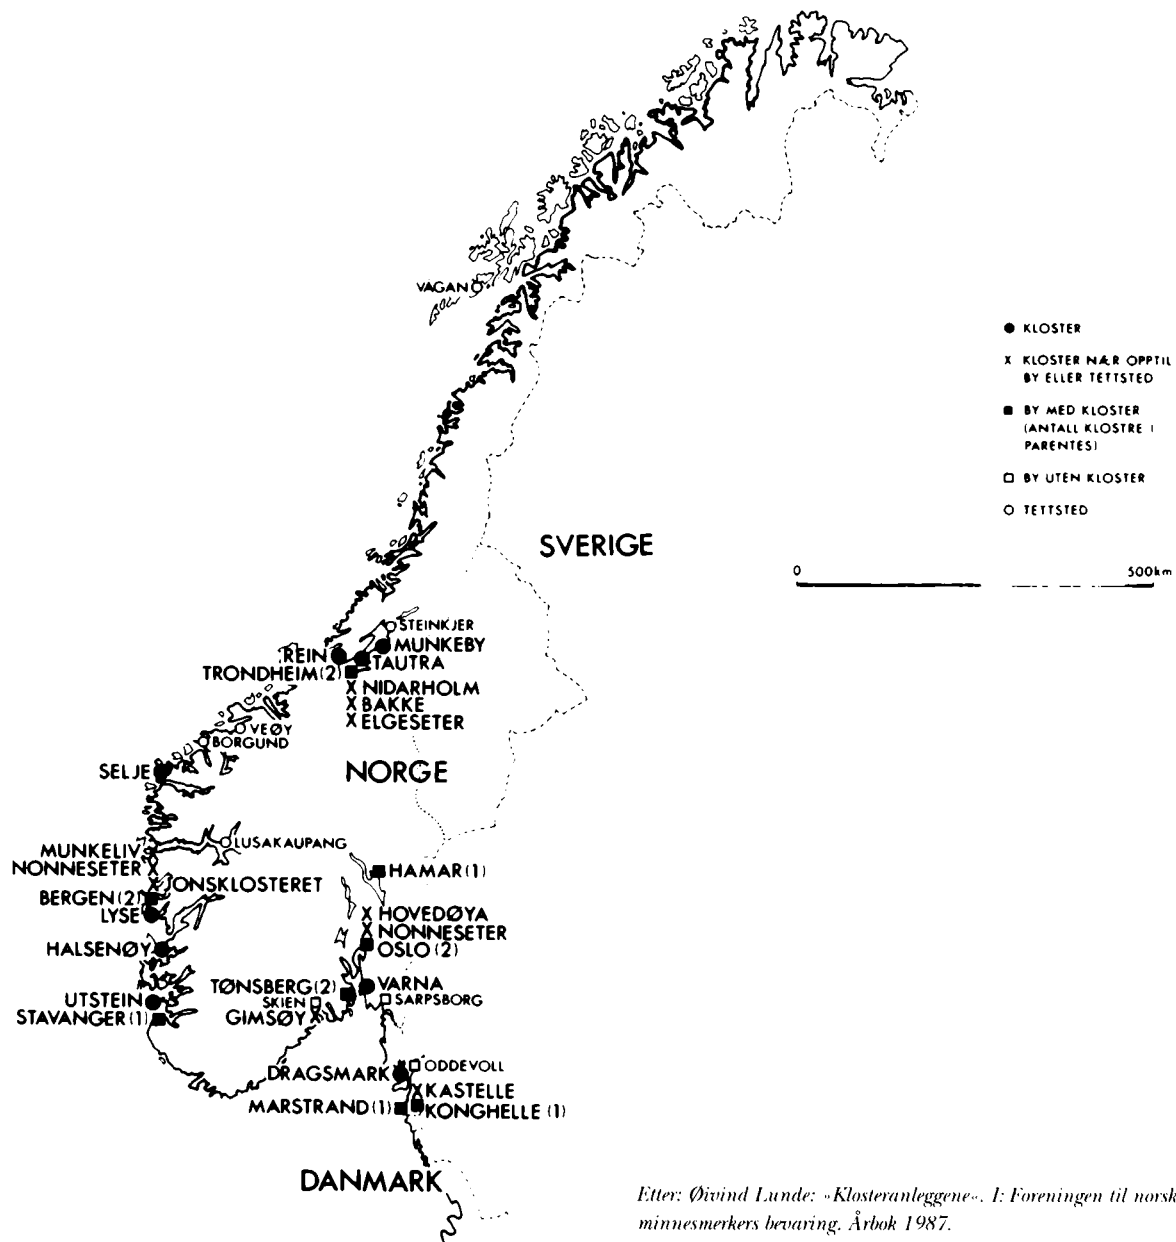 VÅGAN
● KLOSTER
X KLOSTER NÆR OPPTIL
BY ELLER TETTSTED
■ BY MED KLOSTER
(ANTALL KLOSTRE I
PARENTES)
□ BY UTEN KLOSTER
○ TETTSTED
0 500km
SVERIGE
STEINKJER
MUNKEBY
REIN
TAUTRA
TRONDHEIM (2)
X NIDARHOLM
X BAKKE
X ELGESETER
VEØY
BORGUND
SELJE
NORGE
LUSAKAUPANG
MUNKELIV
NONNESETER X
X JONSKLOSTERET
BERGEN (2)
LYSE
HAMAR (1)
X HOVEDØYA
X NONNESETER
OSLO (2)
HALSENØY
TØNSBERG (2)
VARNA
SKIEN
SARPSBORG
GIMSØY X
UTSTEIN
STAVANGER (1)
ODDEVOLL
DRAGSMARK
X KASTELLE
MARSTRAND (1)
KONGHELLE (1)
DANMARK
Etter: Øivind Lunde: «Klosteranleggene«. I: Foreningen til norsk
minnesmerkers bevaring. Årbok 1987.